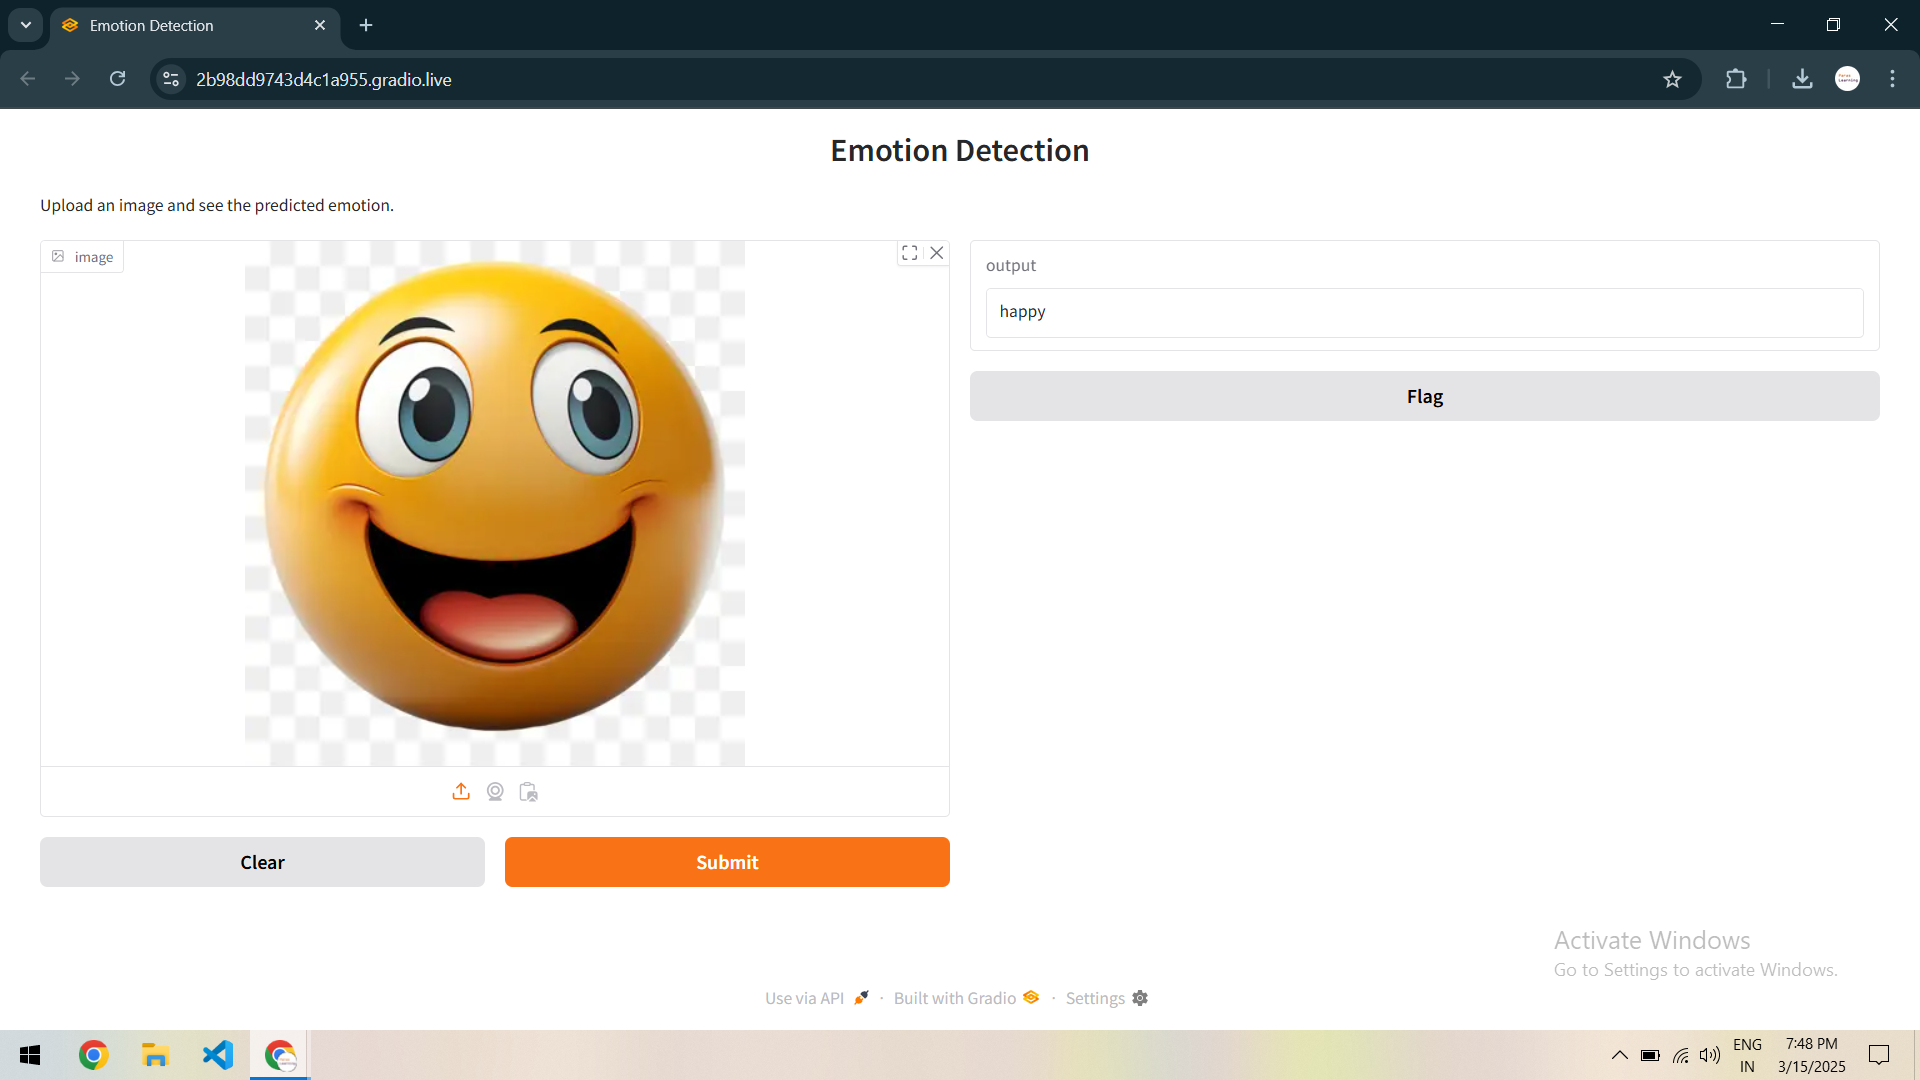 Emotion Detection
2b98dd9743d4c1a955.gradio.live
Emotion Detection
Upload an image and see the predicted emotion.
image
output
happy
Flag
Clear
Submit
Activate Windows
Go to Settings to activate Windows.
Use via API · Built with Gradio · Settings
ENG
IN
7:48 PM
3/15/2025